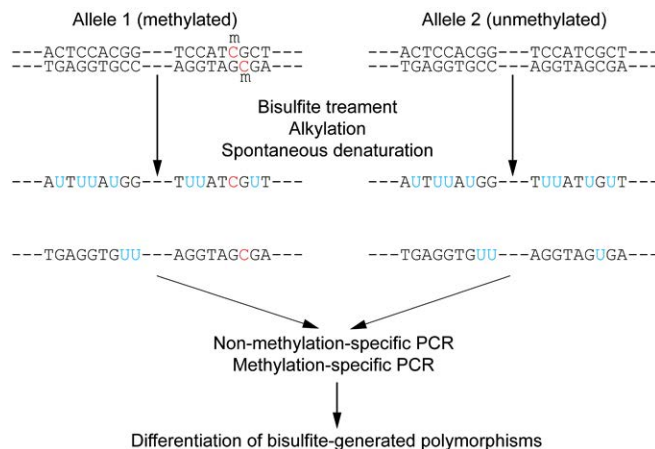 Allele 1 (methylated) Allele 2 (unmethylated)
m
---ACTCCACGG---TCCATCGCT--- ---ACTCCACGG---TCCATCGCT---
---TGAGGTGCC---AGGTAGCGA--- ---TGAGGTGCC---AGGTAGCGA---
m
Bisulfite treament
Alkylation
Spontaneous denaturation
---AUTUUAUGG---TUUATCGUT--- ---AUTUUAUGG---TUUATUGUT---
---TGAGGTGUU---AGGTAGCGA--- ---TGAGGTGUU---AGGTAGUGA---
Non-methylation-specific PCR
Methylation-specific PCR
Differentiation of bisulfite-generated polymorphisms